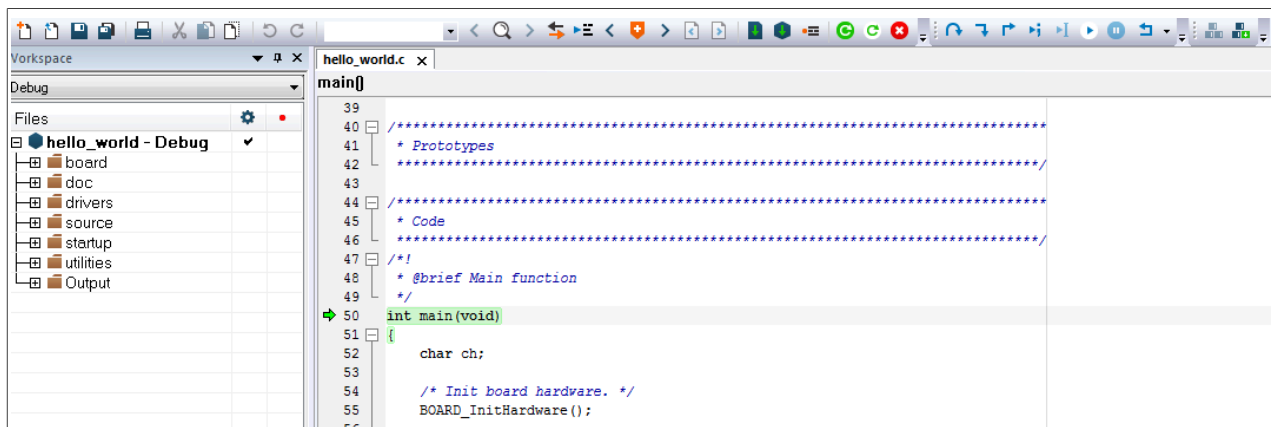 Workspace
Debug
Files
hello_world - Debug
board
doc
drivers
source
startup
utilities
Output
hello_world.c x
main()
39
40 /*******************************************************************************
41 * Prototypes
42 ******************************************************************************/
43
44 /*******************************************************************************
45 * Code
46 ******************************************************************************/
47 /*!
48 * @brief Main function
49 */
50 int main(void)
51 {
52 char ch;
53
54 /* Init board hardware. */
55 BOARD_InitHardware();